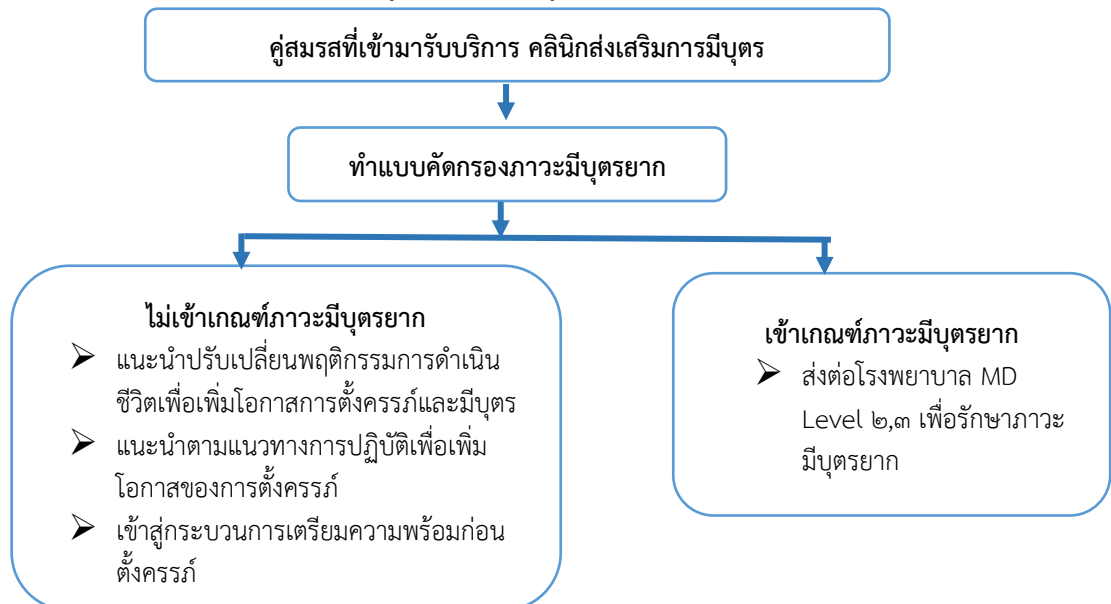 คู่สมรสที่เข้ามารับบริการ คลินิกส่งเสริมการมีบุตร
ทำแบบคัดกรองภาวะมีบุตรยาก
ไม่เข้าเกณฑ์ภาวะมีบุตรยาก
➢ แนะนำปรับเปลี่ยนพฤติกรรมการดำเนิน
ชีวิตเพื่อเพิ่มโอกาสการตั้งครรภ์และมีบุตร
➢ แนะนำตามแนวทางการปฏิบัติเพื่อเพิ่ม
โอกาสของการตั้งครรภ์
➢ เข้าสู่กระบวนการเตรียมความพร้อมก่อน
ตั้งครรภ์
เข้าเกณฑ์ภาวะมีบุตรยาก
➢ ส่งต่อโรงพยาบาล MD
Level ๒,๓ เพื่อรักษาภาวะ
มีบุตรยาก